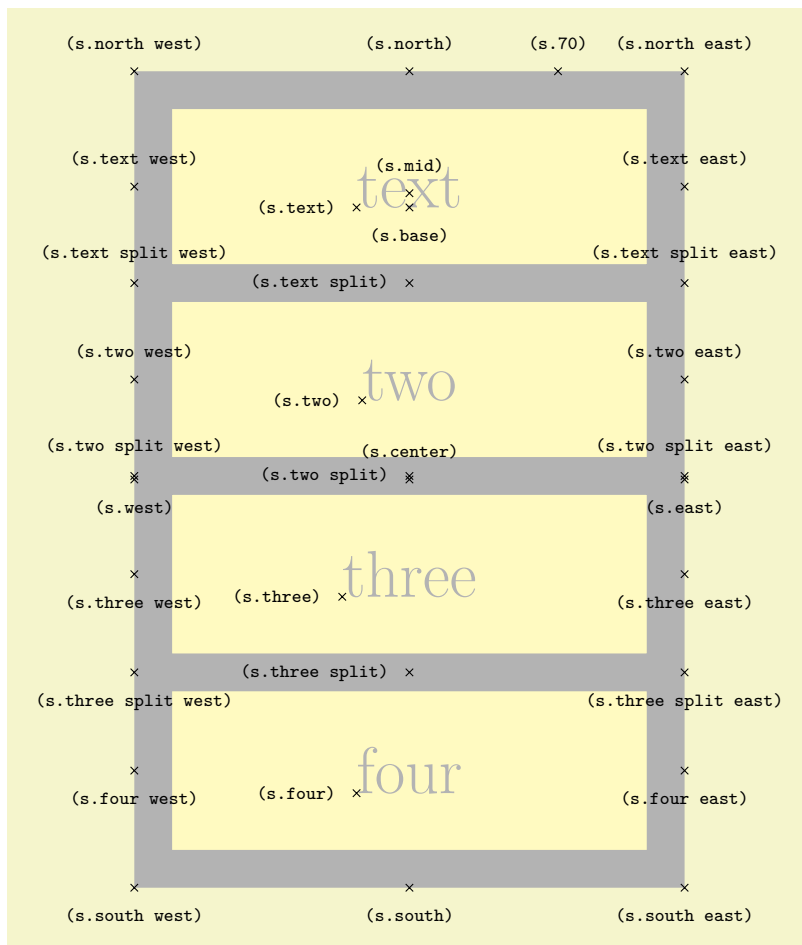 (s.north west) (s.north) (s.70) (s.north east)
(s.text west) (s.mid) (s.text east)
text
(s.text)
(s.base)
(s.text split west) (s.text split east)
(s.text split)
(s.two west) (s.two east)
two
(s.two)
(s.two split west) (s.center) (s.two split east)
(s.two split)
(s.west) (s.east)
three
(s.three)
(s.three west) (s.three east)
(s.three split)
(s.three split west) (s.three split east)
four
(s.four)
(s.four west) (s.four east)
(s.south west) (s.south) (s.south east)